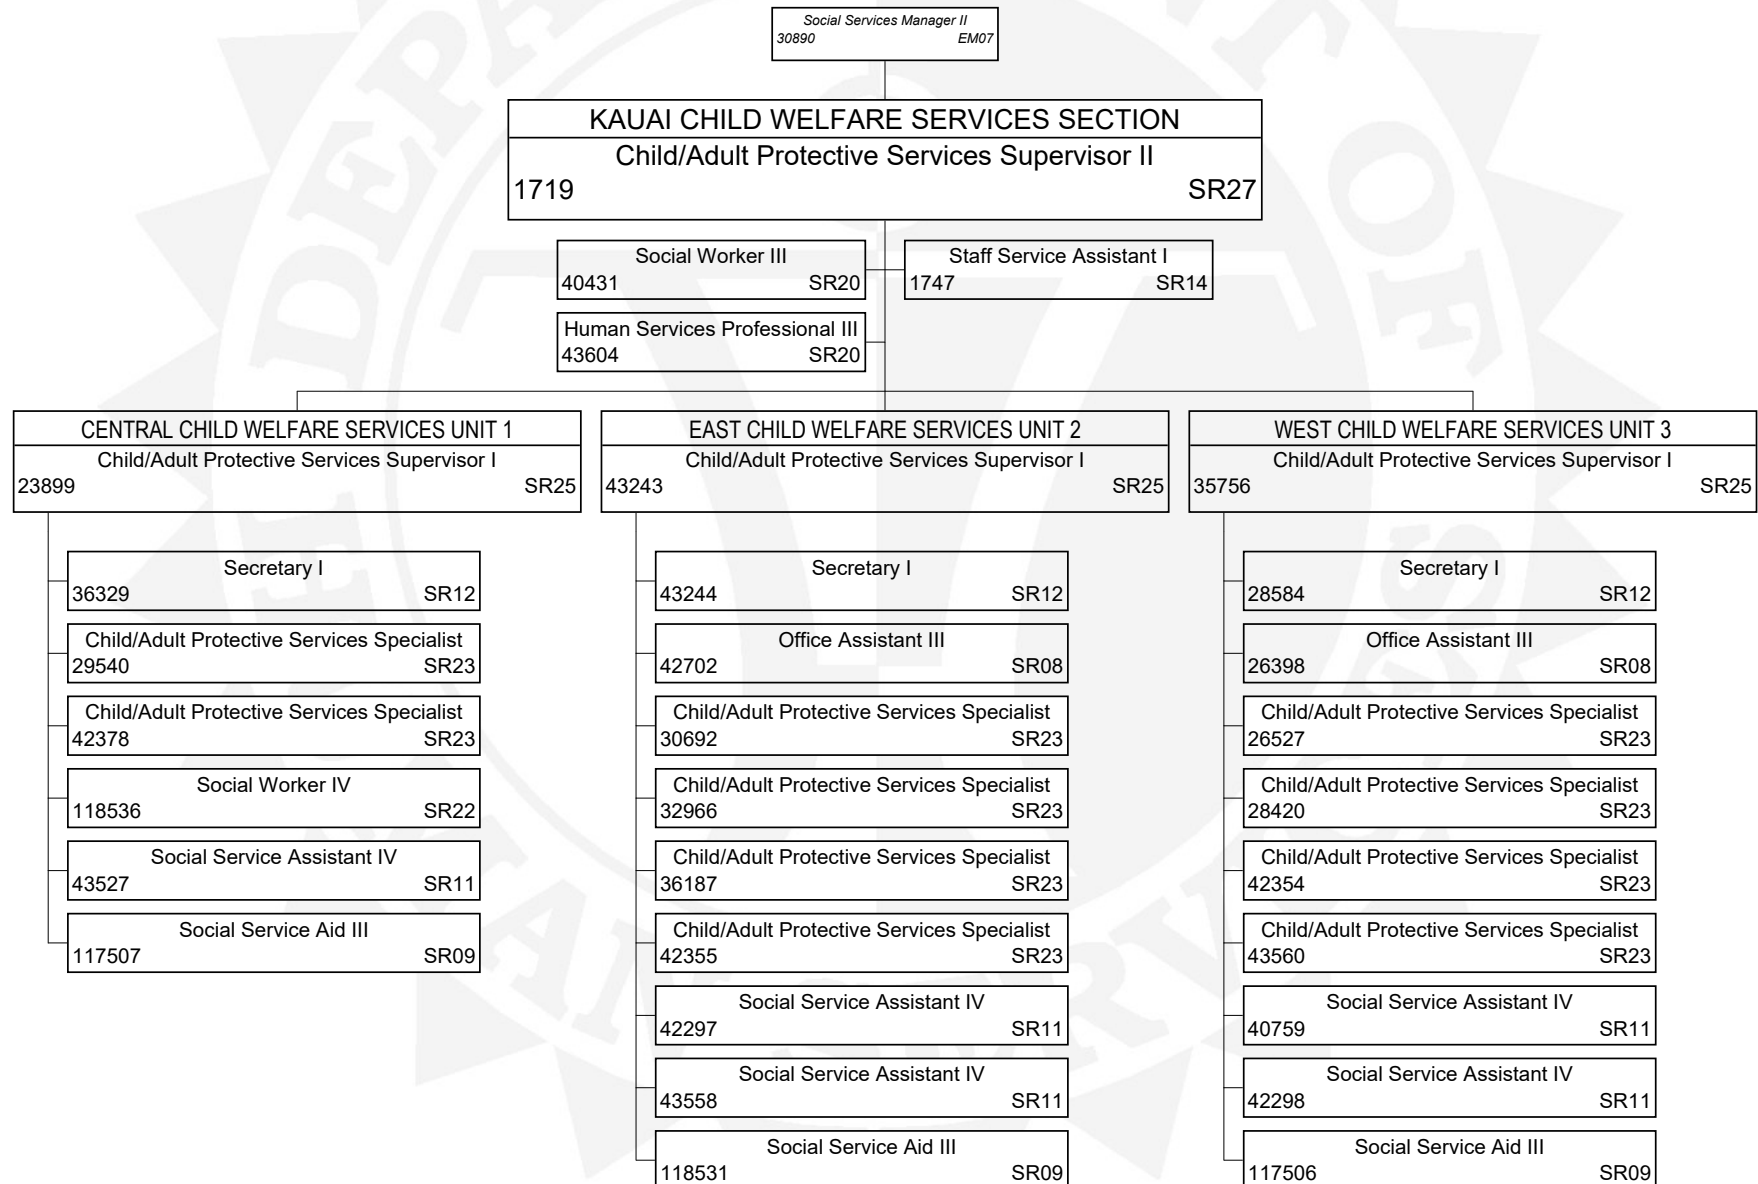 Social Services Manager II
30890 EM07
KAUAI CHILD WELFARE SERVICES SECTION
Child/Adult Protective Services Supervisor II
1719 SR27
Social Worker III
40431 SR20
Staff Service Assistant I
1747 SR14
Human Services Professional III
43604 SR20
CENTRAL CHILD WELFARE SERVICES UNIT 1
Child/Adult Protective Services Supervisor I
23899 SR25
Secretary I
36329 SR12
Child/Adult Protective Services Specialist
29540 SR23
Child/Adult Protective Services Specialist
42378 SR23
Social Worker IV
118536 SR22
Social Service Assistant IV
43527 SR11
Social Service Aid III
117507 SR09
EAST CHILD WELFARE SERVICES UNIT 2
Child/Adult Protective Services Supervisor I
43243 SR25
Secretary I
43244 SR12
Office Assistant III
42702 SR08
Child/Adult Protective Services Specialist
30692 SR23
Child/Adult Protective Services Specialist
32966 SR23
Child/Adult Protective Services Specialist
36187 SR23
Child/Adult Protective Services Specialist
42355 SR23
Social Service Assistant IV
42297 SR11
Social Service Assistant IV
43558 SR11
Social Service Aid III
118531 SR09
WEST CHILD WELFARE SERVICES UNIT 3
Child/Adult Protective Services Supervisor I
35756 SR25
Secretary I
28584 SR12
Office Assistant III
26398 SR08
Child/Adult Protective Services Specialist
26527 SR23
Child/Adult Protective Services Specialist
28420 SR23
Child/Adult Protective Services Specialist
42354 SR23
Child/Adult Protective Services Specialist
43560 SR23
Social Service Assistant IV
40759 SR11
Social Service Assistant IV
42298 SR11
Social Service Aid III
117506 SR09